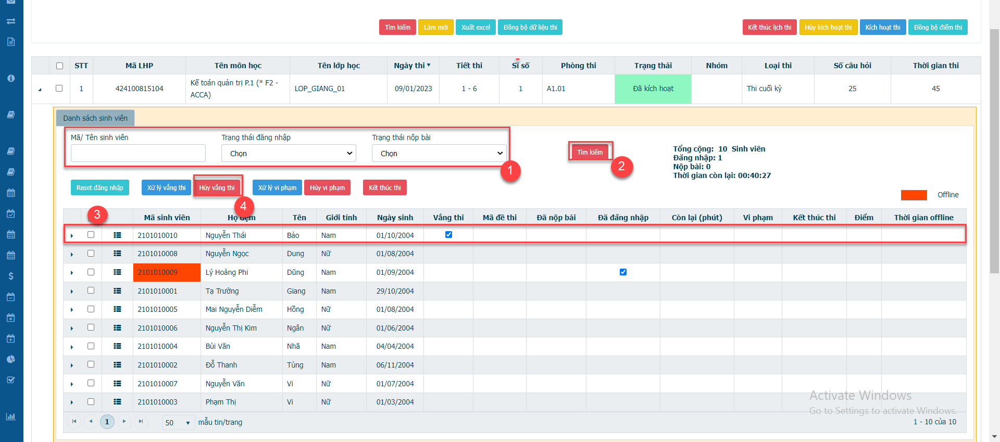 Tìm kiếm Làm mới Xuất excel Đồng bộ dữ liệu thi Kết thúc lịch thi Hủy kích hoạt thi Kích hoạt thi Đồng bộ điểm thi
STT Mã LHP Tên môn học Tên lớp học Ngày thi Tiết thi Sĩ số Phòng thi Trạng thái Nhóm Loại thi Số câu hỏi Thời gian thi
1 424100815104 Kế toán quản trị P.1 (* F2 - LOP_GIANG_01 09/01/2023 1 - 6 1 A1.01 Đã kích hoạt Thi cuối kỳ 25 45
ACCA)
Danh sách sinh viên
Mã/ Tên sinh viên Trạng thái đăng nhập Trạng thái nộp bài
Chọn Chọn Tìm kiếm
1 2
Tổng cộng: 10 Sinh viên
Đăng nhập: 1
Nộp bài: 0
Thời gian còn lại: 00:40:27
Reset đăng nhập Xử lý vắng thi Hủy vắng thi Xử lý vi phạm Hủy vi phạm Kết thúc thi
Offline
3 4
Mã sinh viên Họ đệm Tên Giới tính Ngày sinh Vắng thi Mã đề thi Đã nộp bài Đã đăng nhập Còn lại (phút) Vi phạm Kết thúc thi Điểm Thời gian offline
2101010010 Nguyễn Thái Bảo Nam 01/10/2004
2101010008 Nguyễn Ngọc Dung Nữ 01/08/2004
2101010009 Lý Hoàng Phi Dũng Nam 01/09/2004
2101010001 Tạ Trường Giang Nam 29/10/2004
2101010005 Mai Nguyễn Diễm Hồng Nữ 01/08/2004
2101010006 Nguyễn Thị Kim Ngân Nữ 01/06/2004
2101010004 Bùi Văn Nhã Nam 04/04/2004
2101010002 Đỗ Thanh Tùng Nam 06/11/2004
2101010007 Nguyễn Văn Vi Nữ 01/07/2004
2101010003 Phạm Thị Vi Nữ 01/03/2004
Activate Windows
Go to Settings to activate Windows.
1 50 mẫu tin/trang 1 - 10 của 10